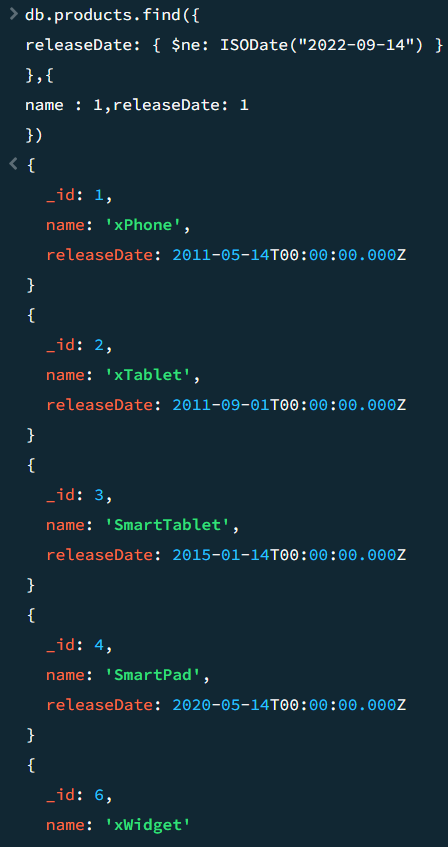 > db.products.find({
releaseDate: { $ne: ISODate("2022-09-14") }
},{
name : 1,releaseDate: 1
})
< {
_id: 1,
name: 'xPhone',
releaseDate: 2011-05-14T00:00:00.000Z
}
{
_id: 2,
name: 'xTablet',
releaseDate: 2011-09-01T00:00:00.000Z
}
{
_id: 3,
name: 'SmartTablet',
releaseDate: 2015-01-14T00:00:00.000Z
}
{
_id: 4,
name: 'SmartPad',
releaseDate: 2020-05-14T00:00:00.000Z
}
{
_id: 6,
name: 'xWidget'